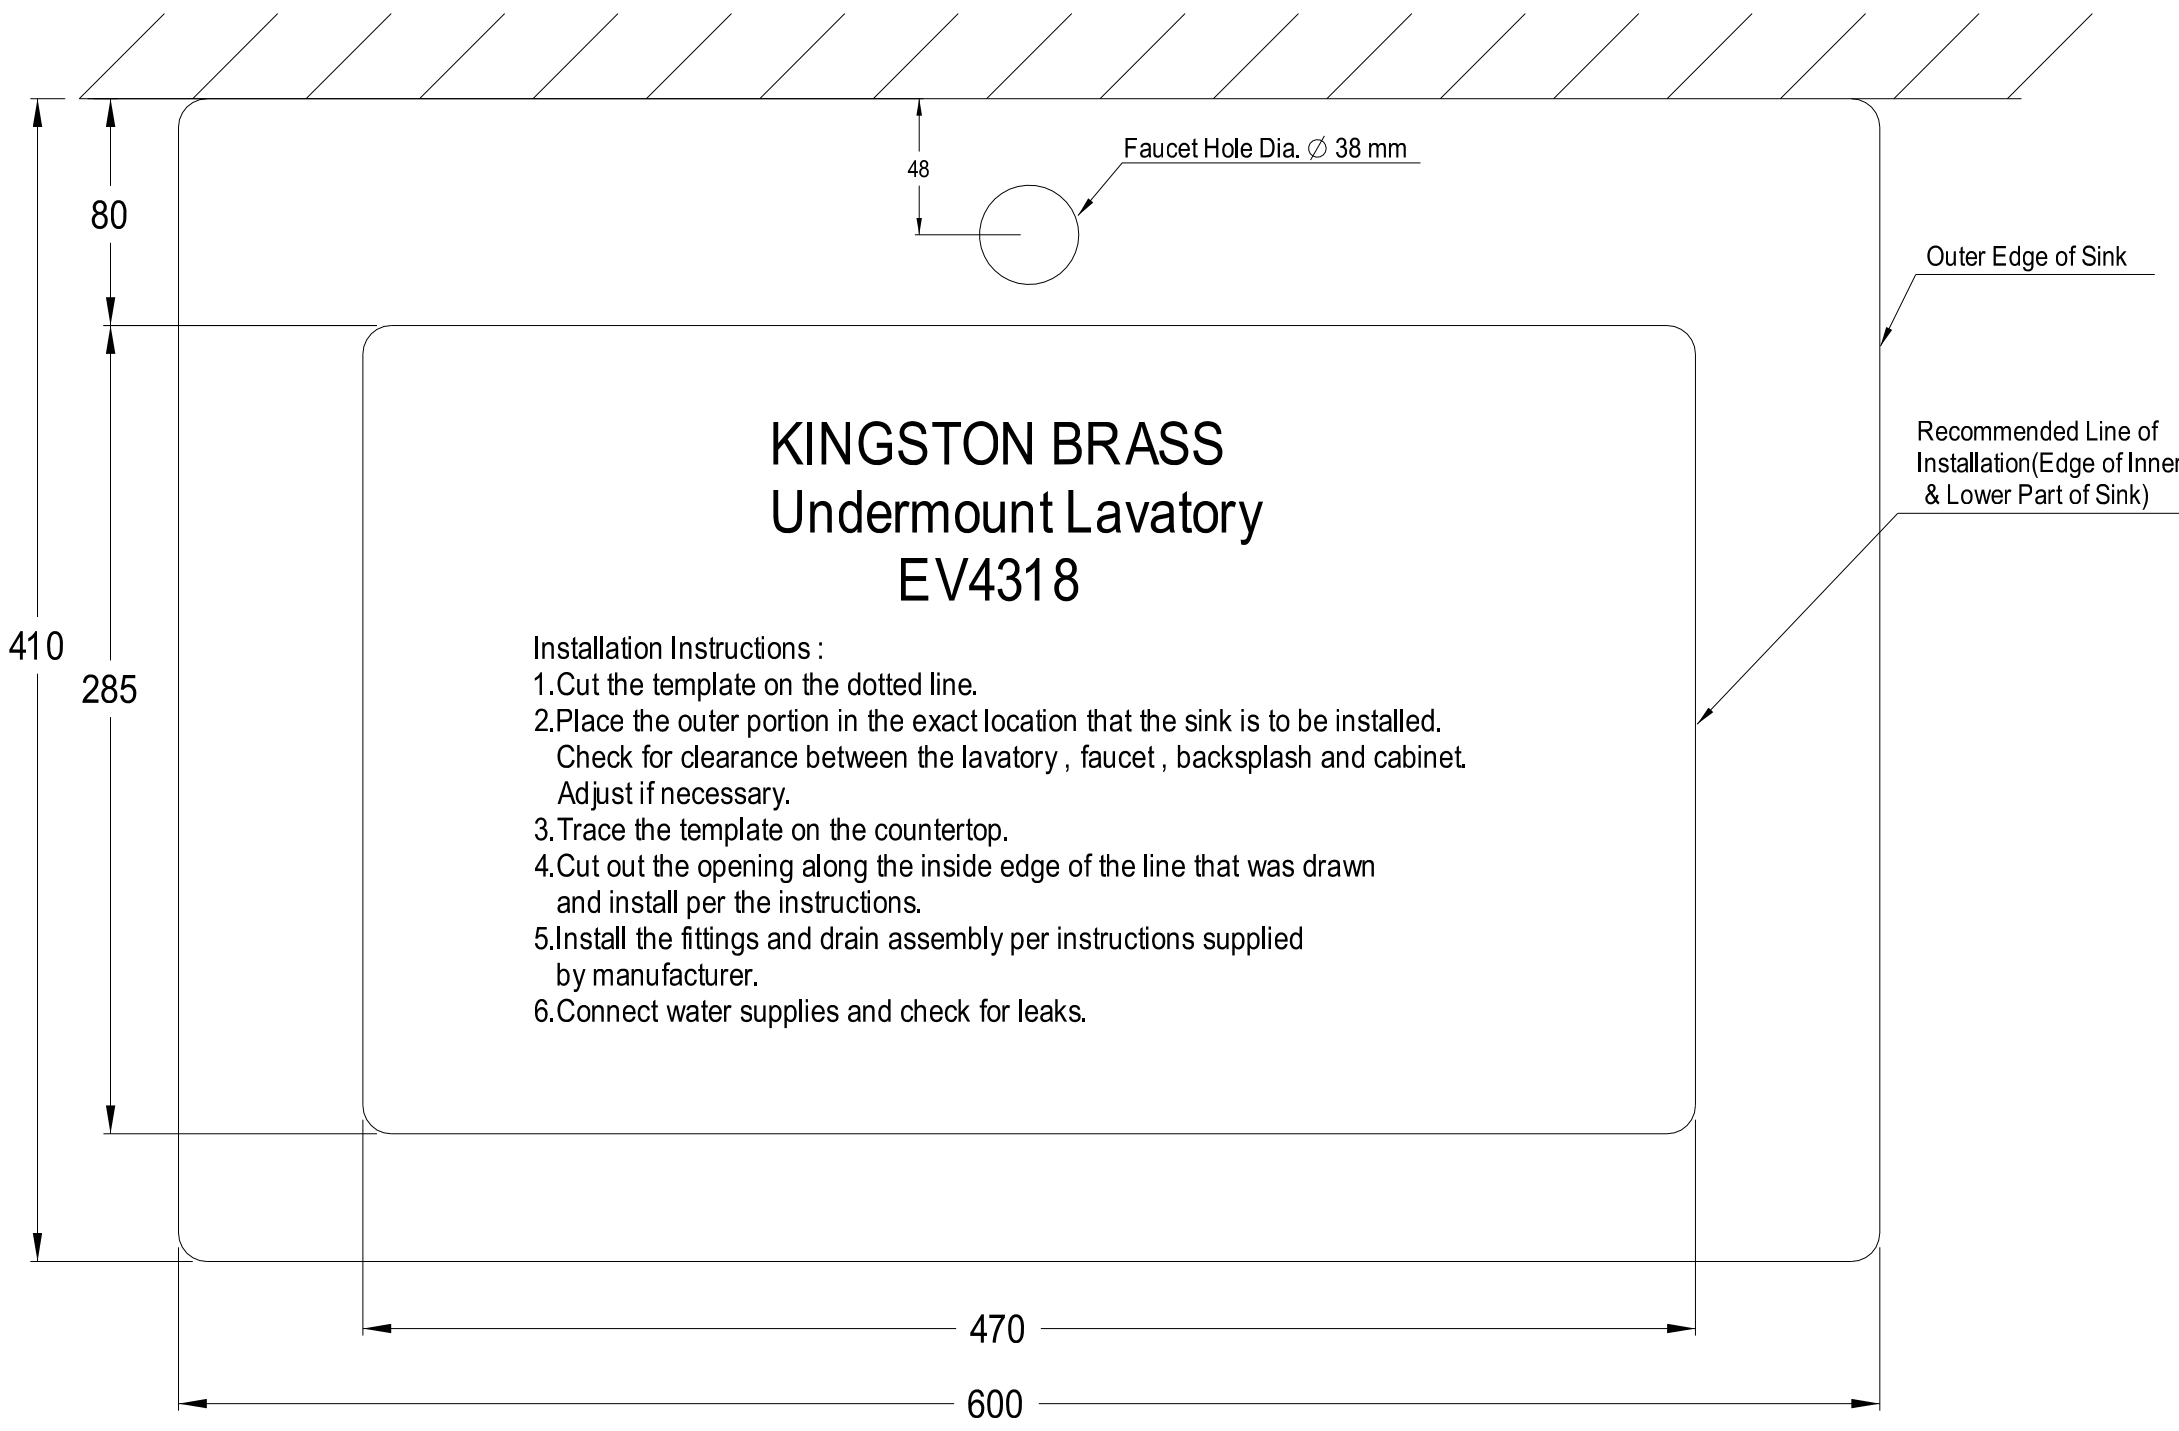 Faucet Hole Dia. ∅ 38 mm
48
80
Outer Edge of Sink
Recommended Line of
Installation(Edge of Inner
& Lower Part of Sink)
KINGSTON BRASS
Undermount Lavatory
EV4318
410
285
Installation Instructions :
1.Cut the template on the dotted line.
2.Place the outer portion in the exact location that the sink is to be installed.
Check for clearance between the lavatory , faucet , backsplash and cabinet.
Adjust if necessary.
3.Trace the template on the countertop.
4.Cut out the opening along the inside edge of the line that was drawn
and install per the instructions.
5.Install the fittings and drain assembly per instructions supplied
by manufacturer.
6.Connect water supplies and check for leaks.
470
600